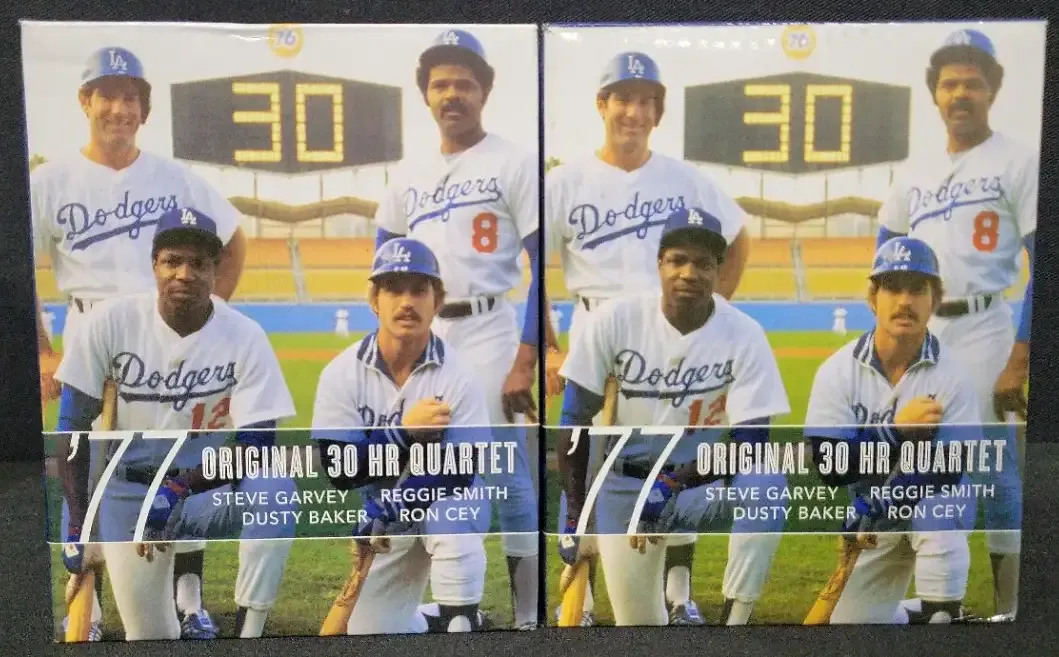 76
LA
LA
30
Dodgers
Dodgers
8
LA
LA
Dodgers
12
Dod
'77 ORIGINAL 30 HR QUARTET
STEVE GARVEY REGGIE SMITH
DUSTY BAKER RON CEY
76
LA
LA
30
Dodgers
Dodgers
8
LA
LA
Dodgers
12
Dod
'77 ORIGINAL 30 HR QUARTET
STEVE GARVEY REGGIE SMITH
DUSTY BAKER RON CEY